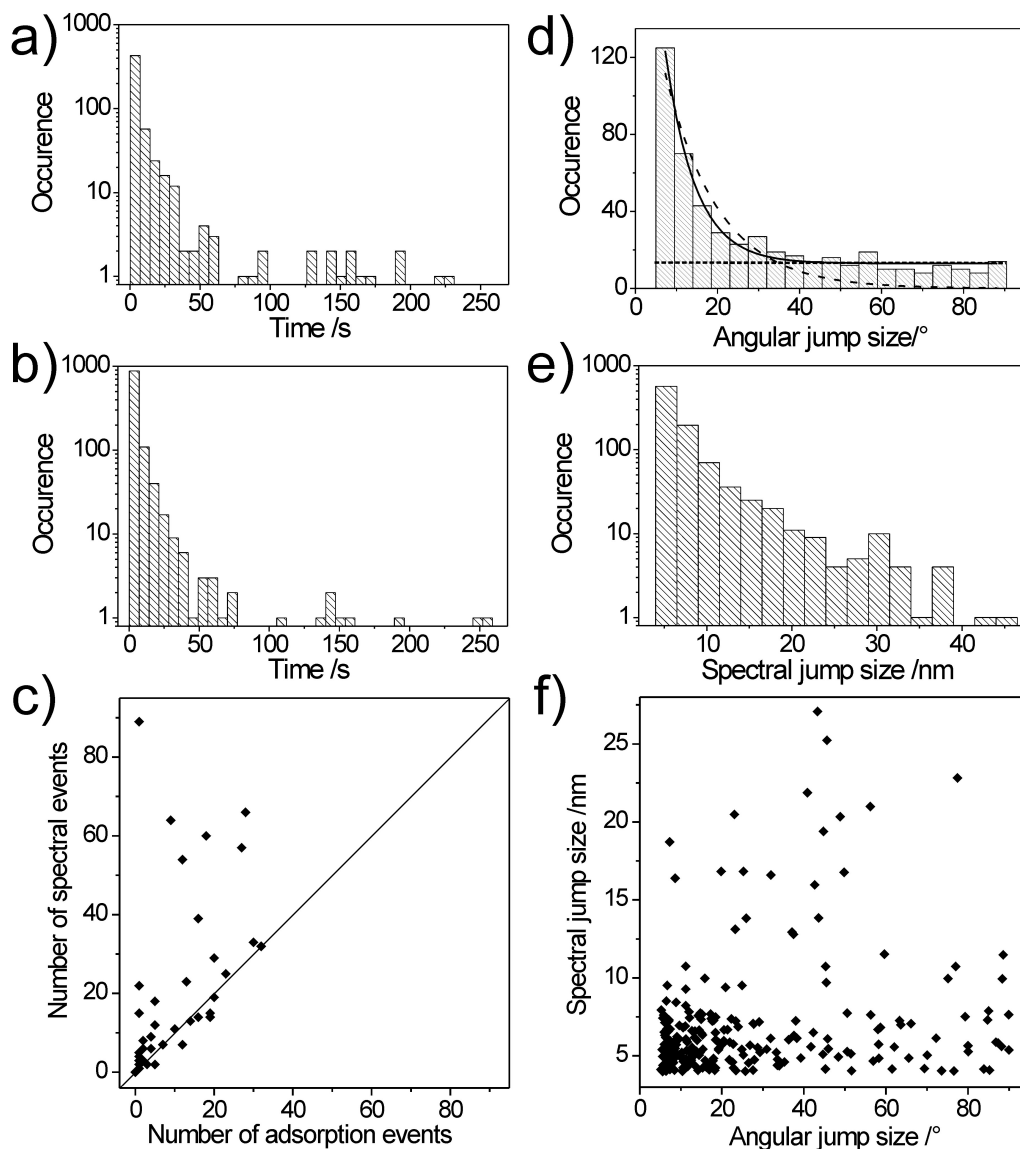 a)
1000
100
10
1
Occurence
0 50 100 150 200 250
Time /s
b)
1000
100
10
1
Occurence
0 50 100 150 200 250
Time /s
c)
80
60
40
20
0
Number of spectral events
0 20 40 60 80
Number of adsorption events
d)
120
80
40
0
Occurence
0 20 40 60 80
Angular jump size/°
e)
1000
100
10
1
Occurence
10 20 30 40
Spectral jump size /nm
f)
25
20
15
10
5
Spectral jump size /nm
0 20 40 60 80
Angular jump size /°